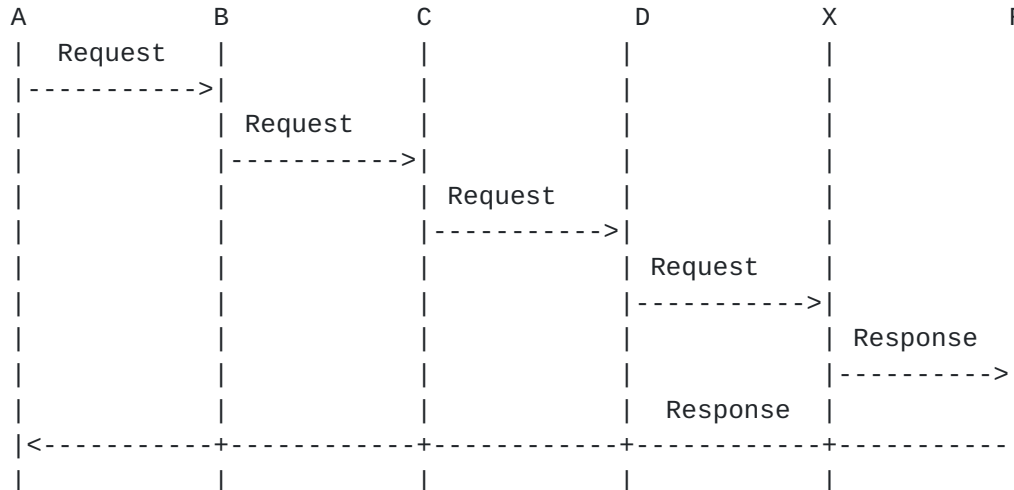 A            B            C             D           X
|  Request   |            |            |            |
|----------->|            |            |            |
|            | Request    |            |            |
|            |----------->|            |            |
|            |            | Request    |            |
|            |            |----------->|            |
|            |            |            | Request    |
|            |            |            |----------->|
|            |            |            |            | Response
|            |            |            |            |---------->
|            |            |            |  Response  |
|<-----------+------------+------------+------------+-----------
|            |            |            |            |